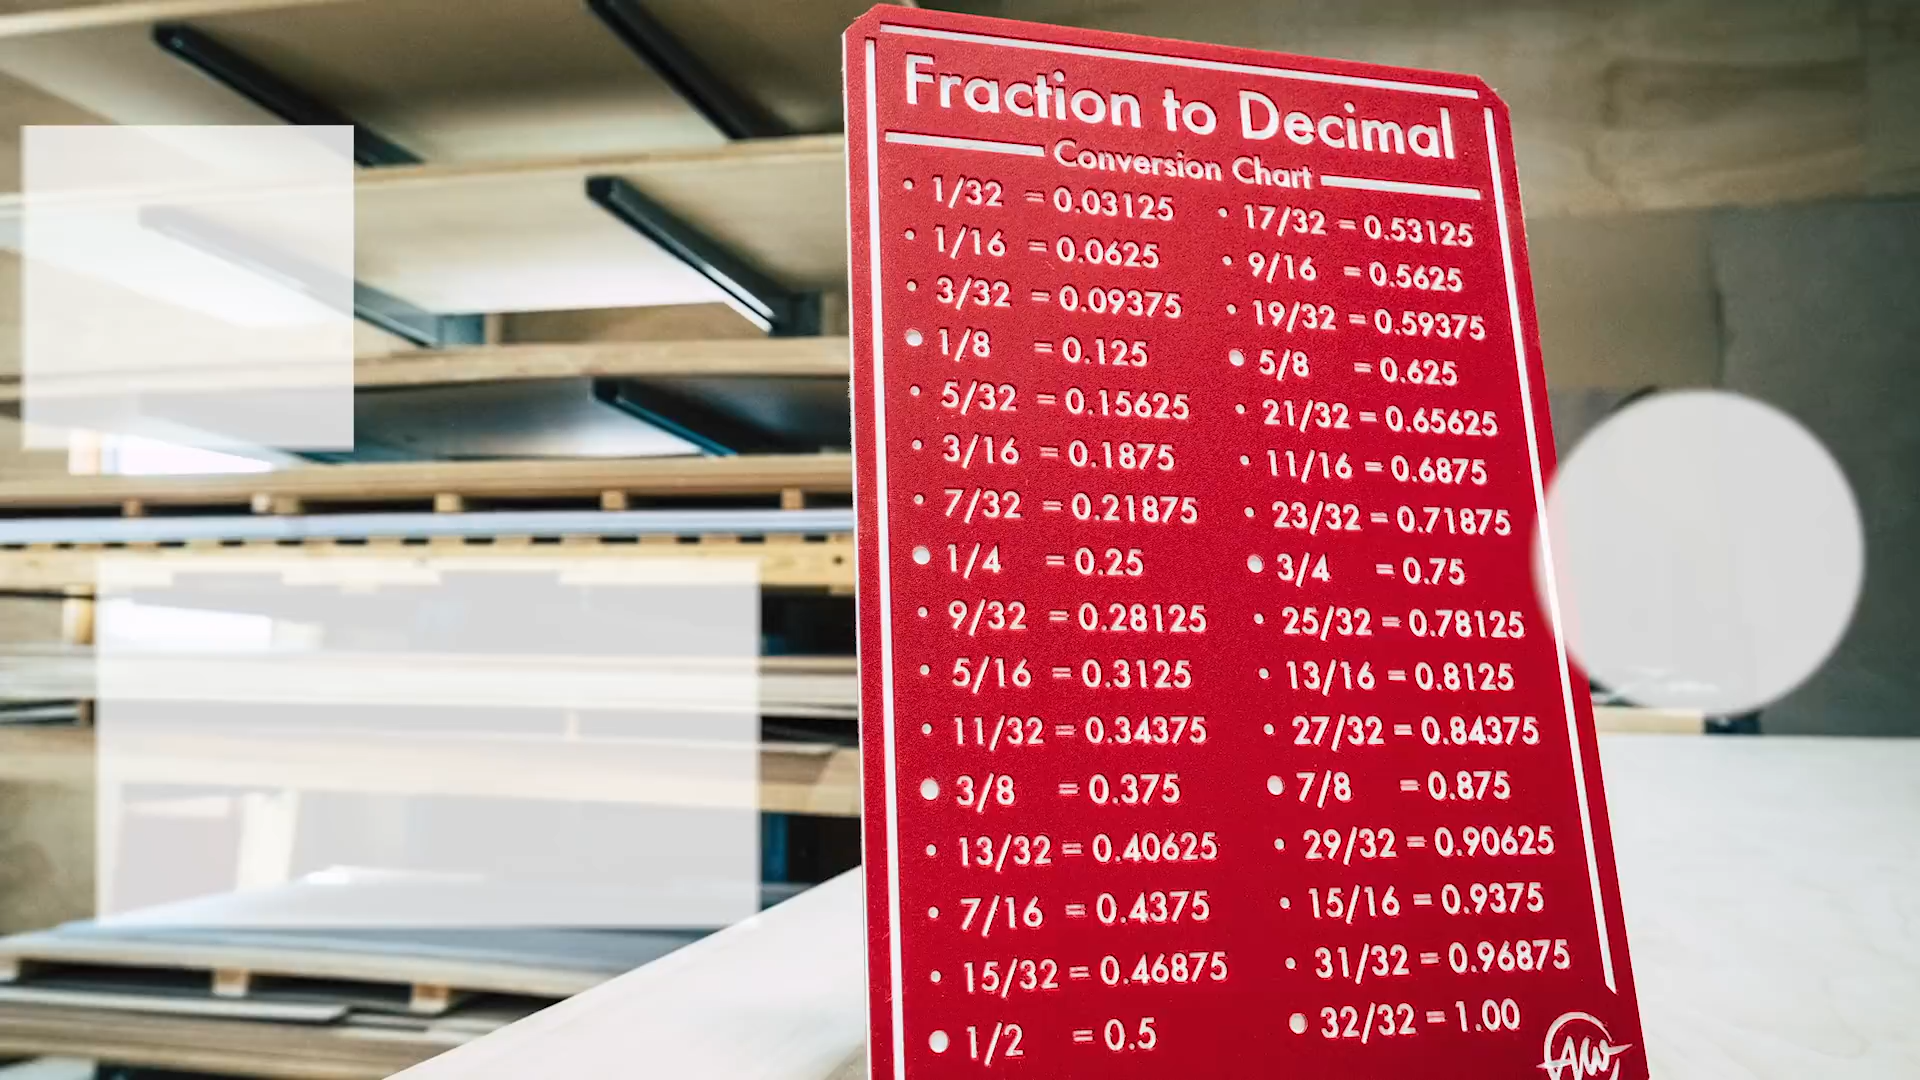 Fraction to Decimal
Conversion Chart
• 1/32 = 0.03125
• 1/16 = 0.0625
• 3/32 = 0.09375
• 1/8 = 0.125
• 5/32 = 0.15625
• 3/16 = 0.1875
• 7/32 = 0.21875
• 1/4 = 0.25
• 9/32 = 0.28125
• 5/16 = 0.3125
• 11/32 = 0.34375
• 3/8 = 0.375
• 13/32 = 0.40625
• 7/16 = 0.4375
• 15/32 = 0.46875
• 1/2 = 0.5
• 17/32 = 0.53125
• 9/16 = 0.5625
• 19/32 = 0.59375
• 5/8 = 0.625
• 21/32 = 0.65625
• 11/16 = 0.6875
• 23/32 = 0.71875
• 3/4 = 0.75
• 25/32 = 0.78125
• 13/16 = 0.8125
• 27/32 = 0.84375
• 7/8 = 0.875
• 29/32 = 0.90625
• 15/16 = 0.9375
• 31/32 = 0.96875
• 32/32 = 1.00
AW